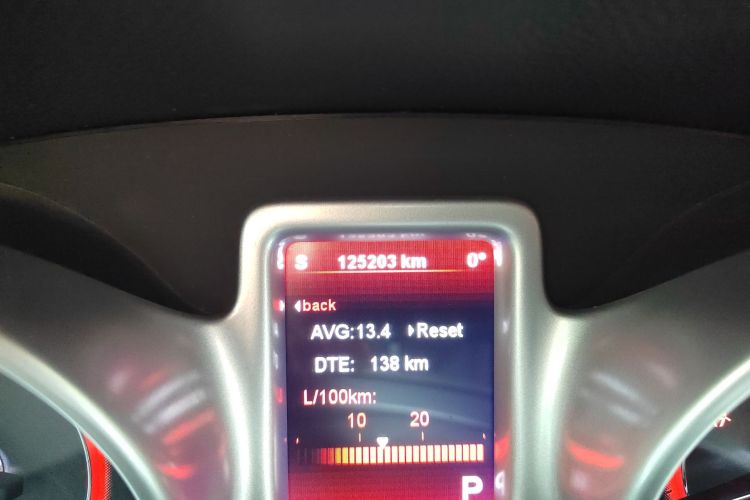 S 125203 km 0°
back
AVG:13.4 Reset
DTE: 138 km
L/100km:
10 20
P